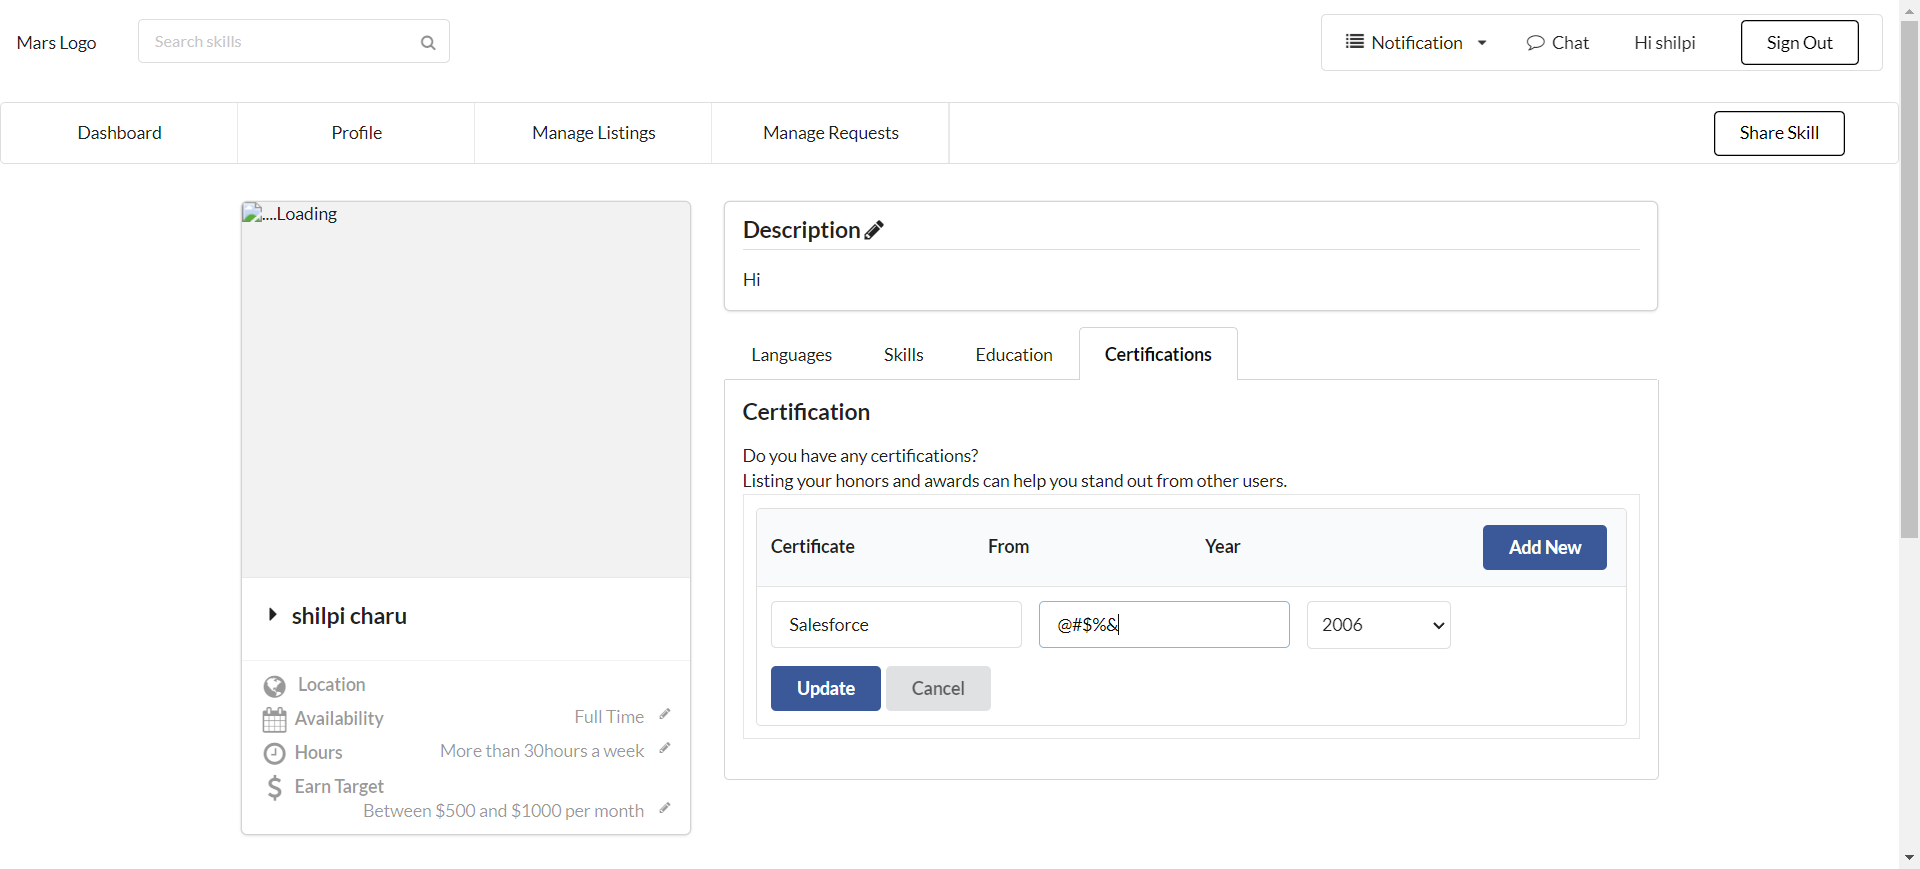 Mars Logo
Search skills
Notification
Chat
Hi shilpi
Sign Out
Dashboard
Profile
Manage Listings
Manage Requests
Share Skill
....Loading
shilpi charu
Location
Availability
Full Time
Hours
More than 30hours a week
Earn Target
Between $500 and $1000 per month
Description
Hi
Languages
Skills
Education
Certifications
Certification
Do you have any certifications?
Listing your honors and awards can help you stand out from other users.
Certificate
From
Year
Add New
Salesforce
@#$%&
2006
Update
Cancel